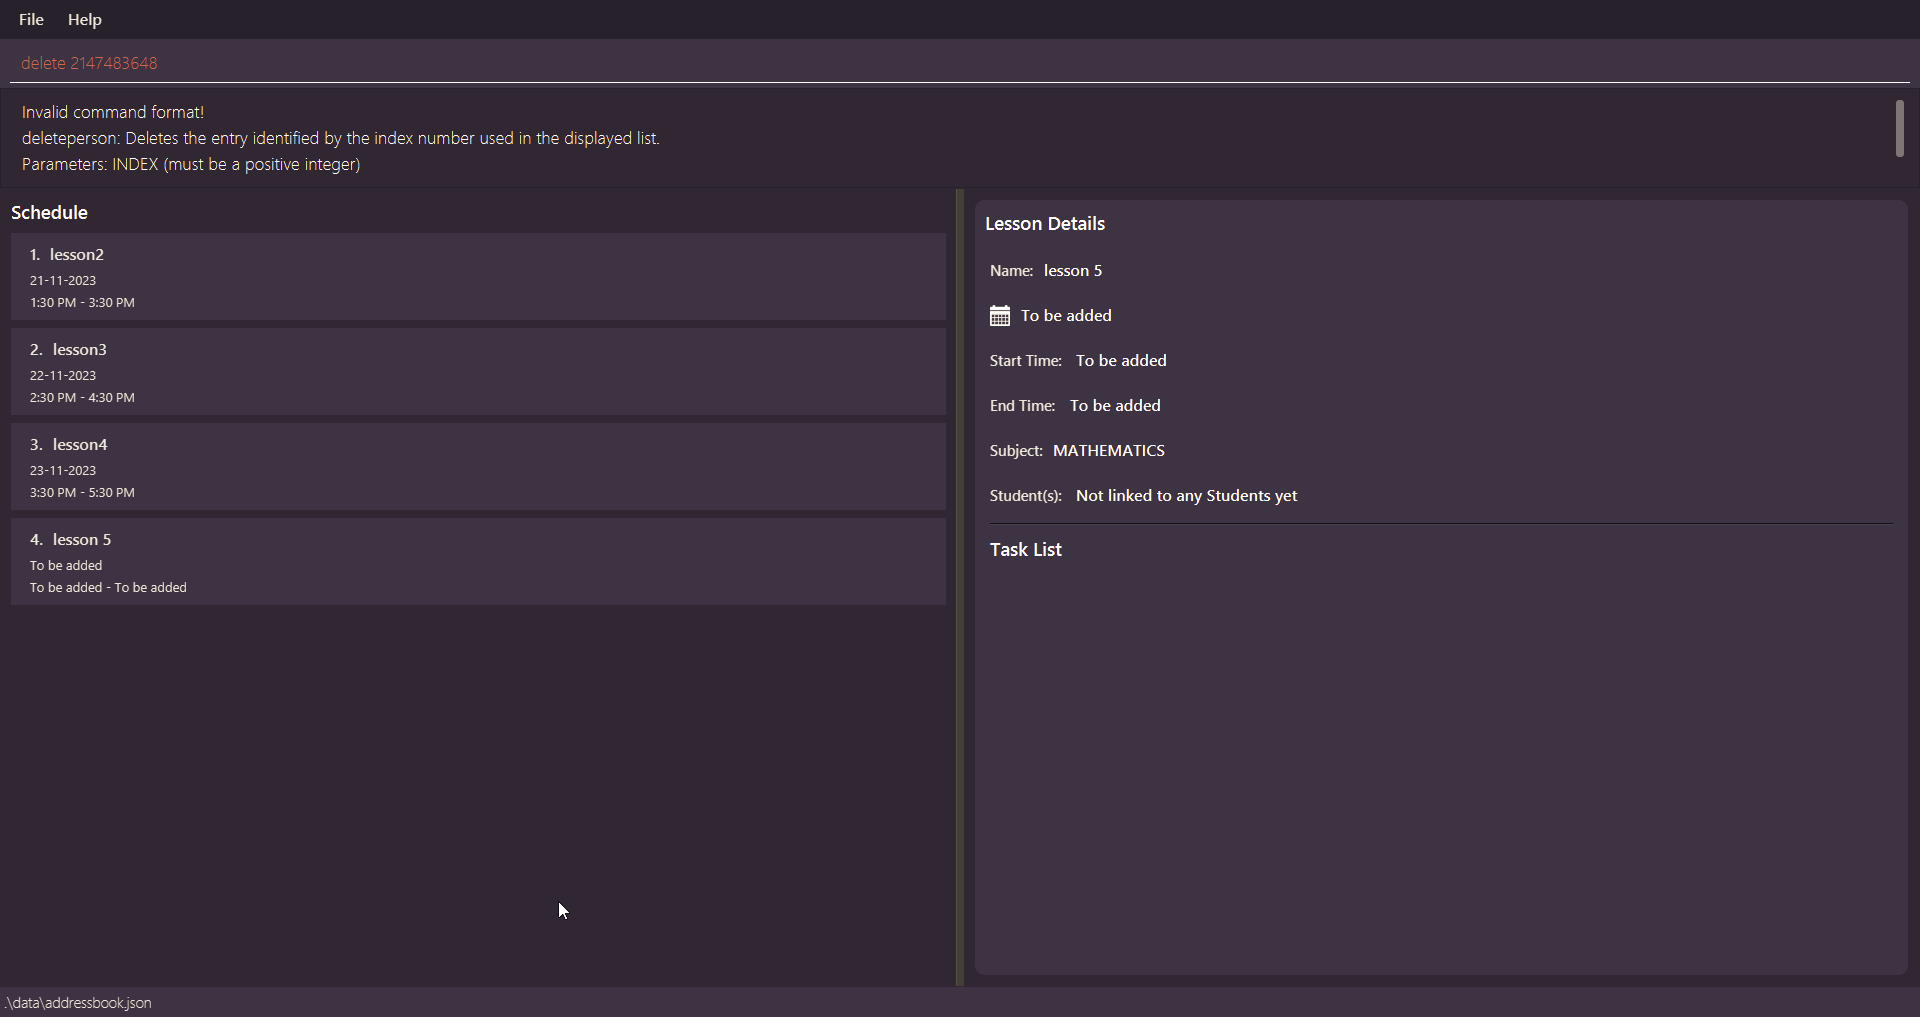 File Help
delete 2147483648
Invalid command format!
deleteperson: Deletes the entry identified by the index number used in the displayed list.
Parameters: INDEX (must be a positive integer)
Schedule
1. lesson2
21-11-2023
1:30 PM - 3:30 PM
2. lesson3
22-11-2023
2:30 PM - 4:30 PM
3. lesson4
23-11-2023
3:30 PM - 5:30 PM
4. lesson 5
To be added
To be added - To be added
Lesson Details
Name: lesson 5
To be added
Start Time: To be added
End Time: To be added
Subject: MATHEMATICS
Student(s): Not linked to any Students yet
Task List
.\data\addressbook.json